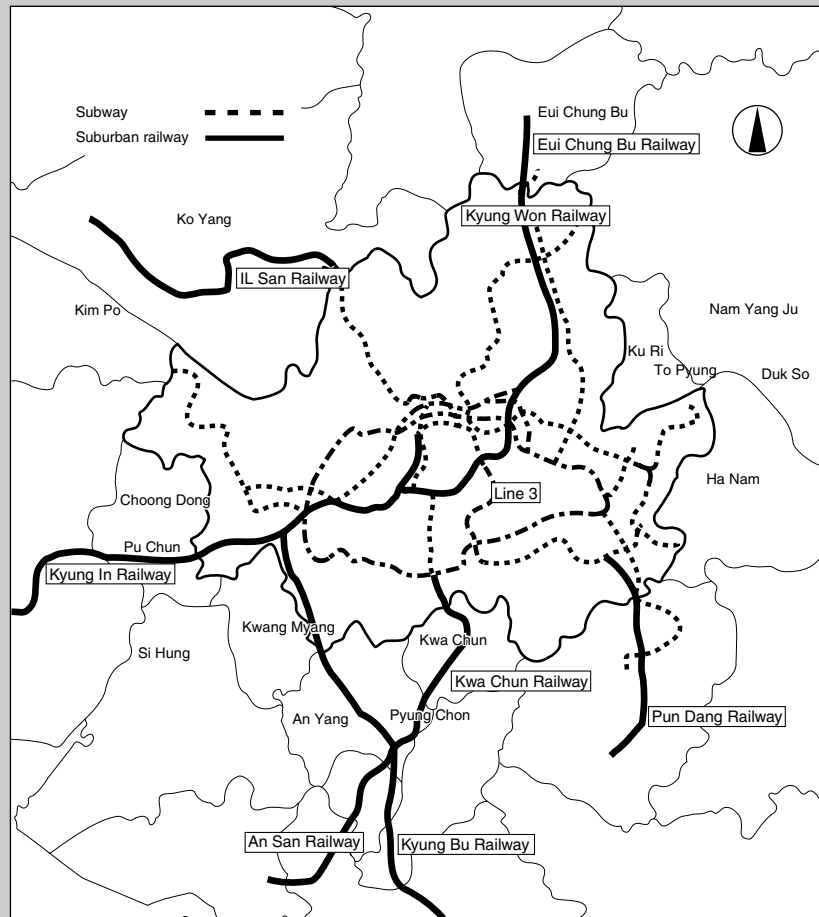 Subway
Suburban railway
Eui Chung Bu
Eui Chung Bu Railway
Kyung Won Railway
Ko Yang
IL San Railway
Kim Po
Nam Yang Ju
Ku Ri
To Pyung
Duk So
Ha Nam
Line 3
Choong Dong
Pu Chun
Kyung In Railway
Kwang Myang
Kwa Chun
Si Hung
Kwa Chun Railway
An Yang
Pyung Chon
Pun Dang Railway
An San Railway
Kyung Bu Railway